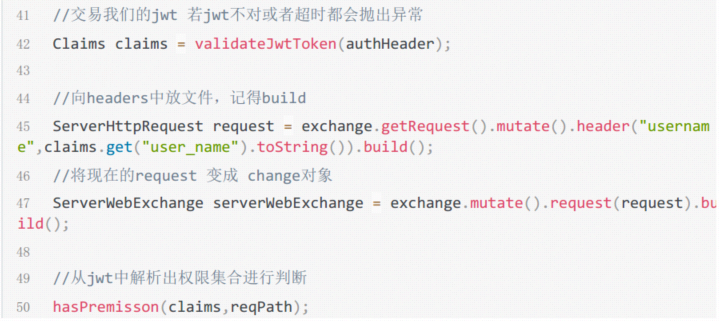 41 //交易我们的jwt 若jwt不对或者超时都会抛出异常
42 Claims claims = validateJwtToken(authHeader);
43
44 //向headers中放文件，记得build
45 ServerHttpRequest request = exchange.getRequest().mutate().header("usernam
e",claims.get("user_name").toString()).build();
46 //将现在的request 变成 change对象
47 ServerWebExchange serverWebExchange = exchange.mutate().request(request).bu
ild();
48
49 //从jwt中解析出权限集合进行判断
50 hasPremisson(claims,reqPath);